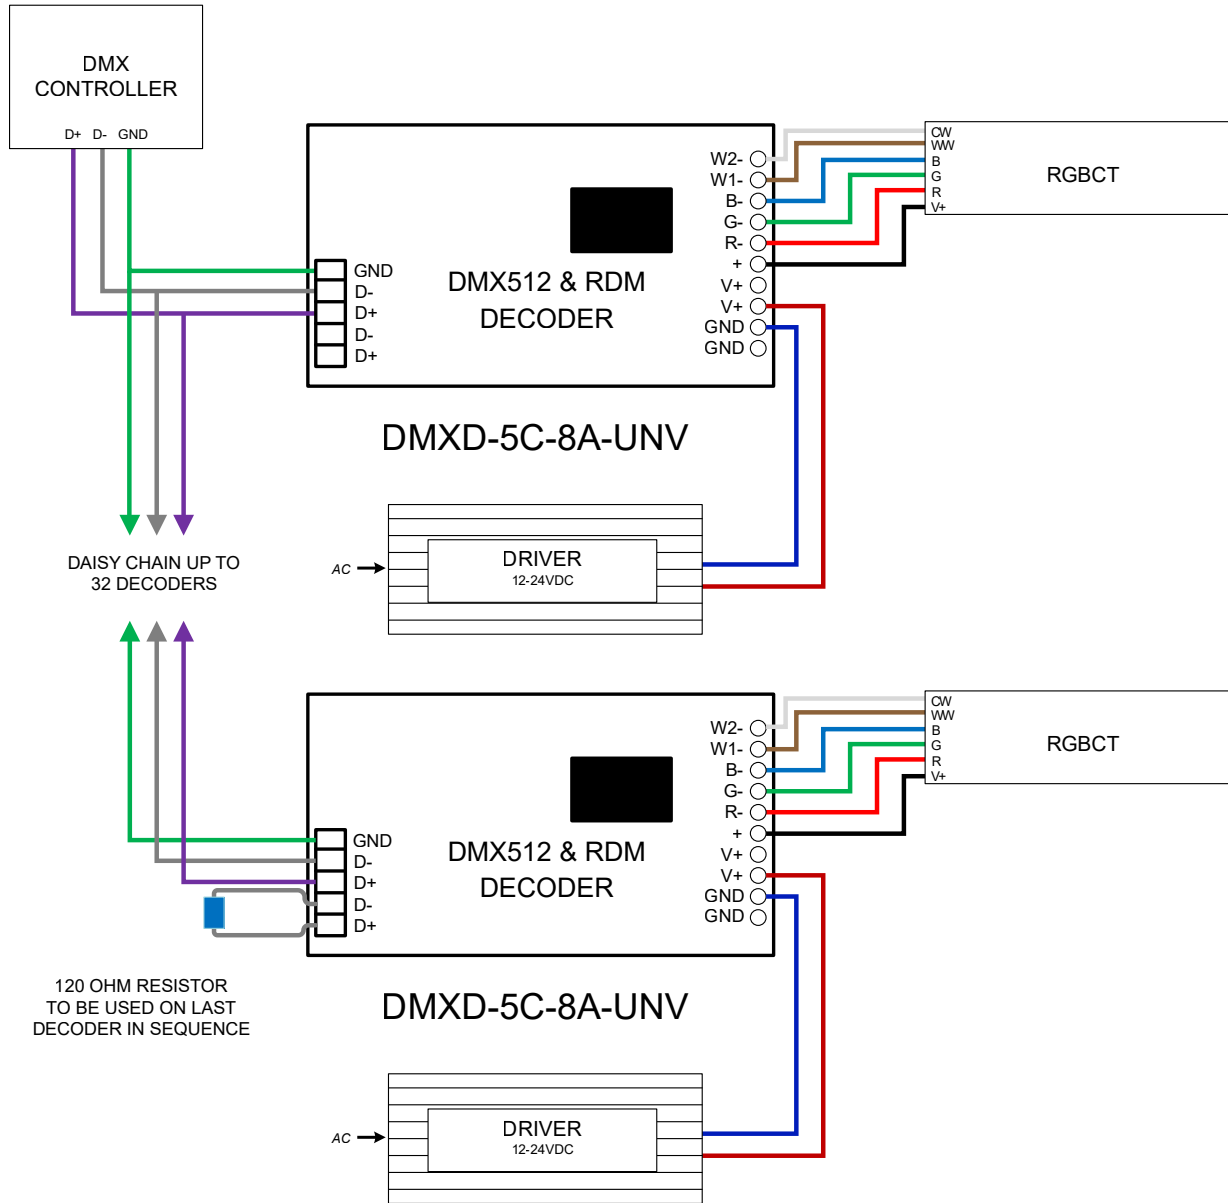 DMX
CONTROLLER
D+ D- GND
GND
D-
D+
D-
D+
DMX512 & RDM
DECODER
W2-
W1-
B-
G-
R-
+
V+
V+
GND
GND
CW
WW
B
G
R
V+
RGBCT
DMXD-5C-8A-UNV
DAISY CHAIN UP TO
32 DECODERS
AC
DRIVER
12-24VDC
GND
D-
D+
D-
D+
DMX512 & RDM
DECODER
W2-
W1-
B-
G-
R-
+
V+
V+
GND
GND
CW
WW
B
G
R
V+
RGBCT
120 OHM RESISTOR
TO BE USED ON LAST
DECODER IN SEQUENCE
DMXD-5C-8A-UNV
AC
DRIVER
12-24VDC